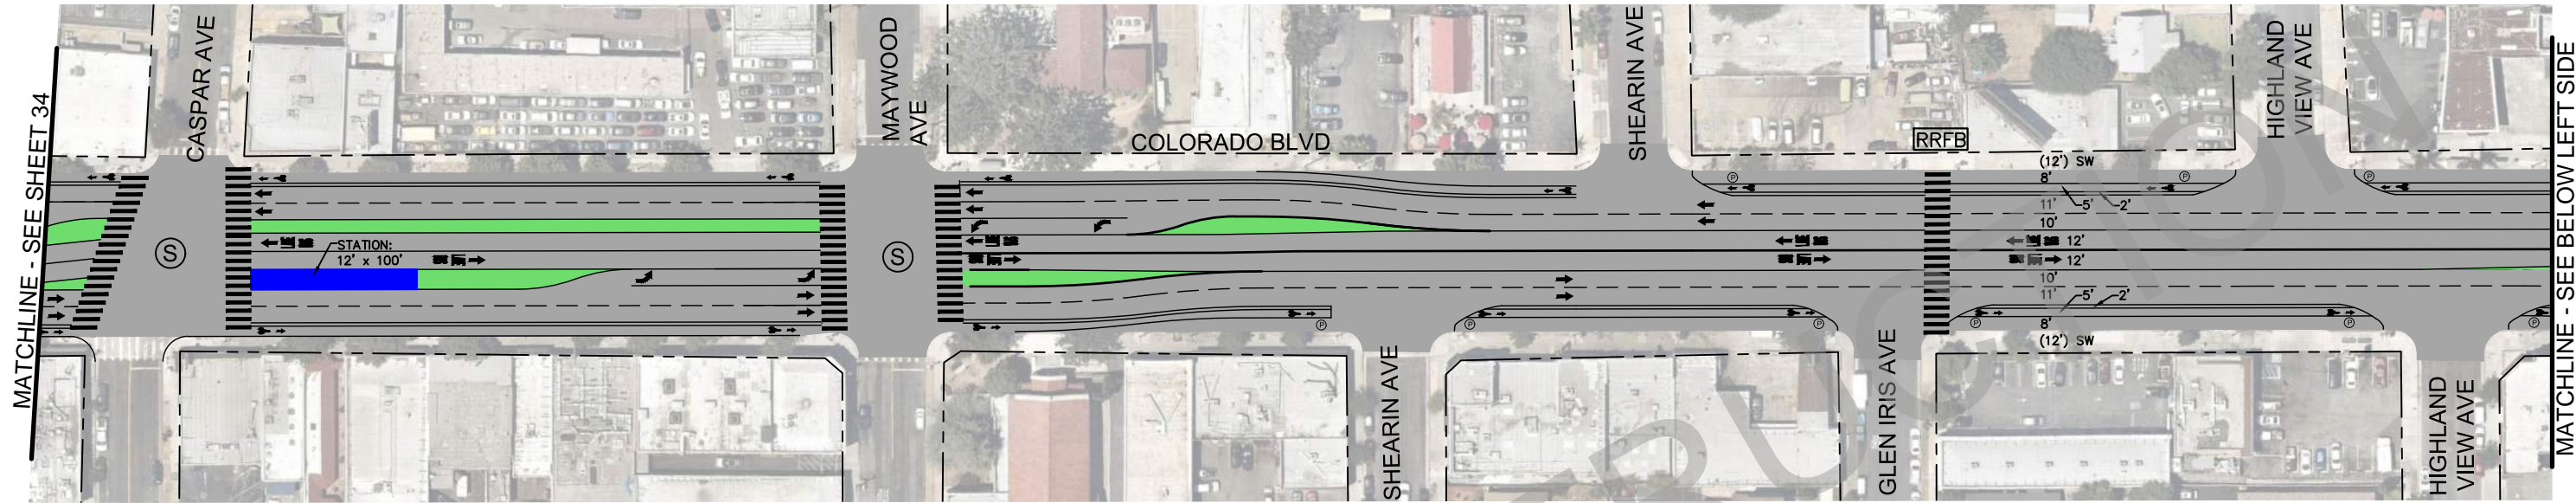 MATCHLINE - SEE SHEET 34
CASPAR AVE
MAYWOOD
AVE
COLORADO BLVD
SHEARIN AVE
RRFB
HIGHLAND
VIEW AVE
MATCHLINE - SEE BELOW LEFT SIDE
(12') SW
P
P
P
8'
11'
5'
2'
10'
S
S
STATION:
12' x 100'
12'
12'
10'
11'
5'
2'
8'
P
P
P
P
P
P
(12') SW
SHEARIN AVE
GLEN IRIS AVE
HIGHLAND
VIEW AVE